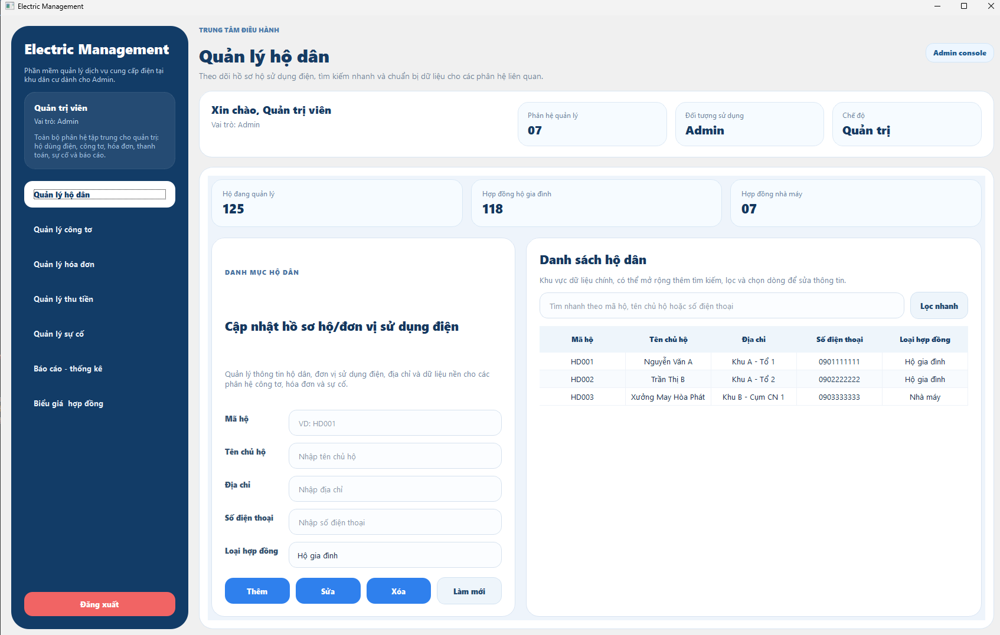 Electric Management
Electric Management
Phần mềm quản lý dịch vụ cung cấp điện tại
khu dân cư dành cho Admin.
Quản trị viên
Vai trò: Admin
Toàn bộ phân hệ tập trung cho quản trị:
hộ dùng điện, công tơ, hóa đơn, thanh
toán, sự cố và báo cáo.
Quản lý hộ dân
Quản lý công tơ
Quản lý hóa đơn
Quản lý thu tiền
Quản lý sự cố
Báo cáo - thống kê
Biểu giá  hợp đồng
Đăng xuất
TRUNG TÂM ĐIỀU HÀNH
Quản lý hộ dân
Theo dõi hồ sơ hộ sử dụng điện, tìm kiếm nhanh và chuẩn bị dữ liệu cho các phân hệ liên quan.
Admin console
Xin chào, Quản trị viên
Vai trò: Admin
Phân hệ quản lý
07
Đối tượng sử dụng
Admin
Chế độ
Quản trị
Hộ đang quản lý
125
Hợp đồng hộ gia đình
118
Hợp đồng nhà máy
07
DANH MỤC HỘ DÂN
Cập nhật hồ sơ hộ/đơn vị sử dụng điện
Quản lý thông tin hộ dân, đơn vị sử dụng điện, địa chỉ và dữ liệu nền cho các
phân hệ công tơ, hóa đơn và sự cố.
Mã hộ VD: HD001
Tên chủ hộ Nhập tên chủ hộ
Địa chỉ Nhập địa chỉ
Số điện thoại Nhập số điện thoại
Loại hợp đồng Hộ gia đình
Thêm Sửa Xóa Làm mới
Danh sách hộ dân
Khu vực dữ liệu chính, có thể mở rộng thêm tìm kiếm, lọc và chọn dòng để sửa thông tin.
Tìm nhanh theo mã hộ, tên chủ hộ hoặc số điện thoại Lọc nhanh
Mã hộ Tên chủ hộ Địa chỉ Số điện thoại Loại hợp đồng
HD001 Nguyễn Văn A Khu A - Tổ 1 0901111111 Hộ gia đình
HD002 Trần Thị B Khu A - Tổ 2 0902222222 Hộ gia đình
HD003 Xưởng May Hòa Phát Khu B - Cụm CN 1 0903333333 Nhà máy